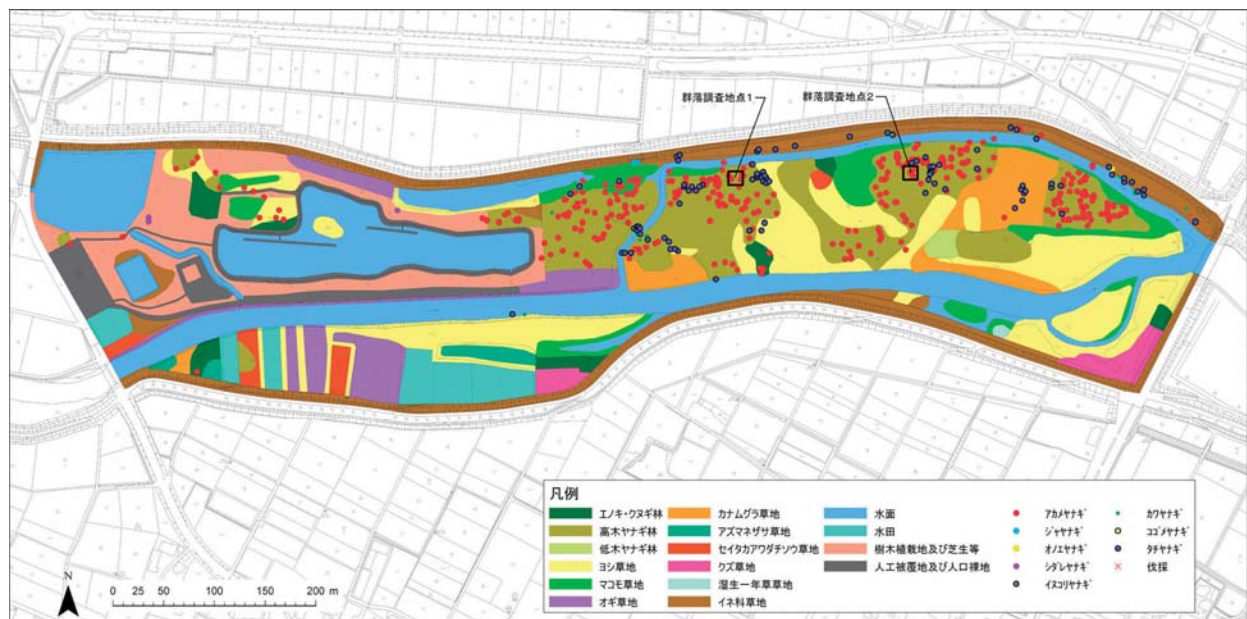 群落調査地点1
群落調査地点2
凡例
エノキ・クヌギ林
高木ヤナギ林
低木ヤナギ林
ヨシ草地
マコモ草地
オギ草地
カナムグラ草地
アズマネザサ草地
セイタカアワダチソウ草地
クズ草地
湿生一年草草地
イネ科草地
水面
水田
樹木植栽地及び芝生等
人工被覆地及び人口裸地
アカメヤナギ
ジャヤナギ
オノエヤナギ
シダレヤナギ
イヌコリヤナギ
カワヤナギ
コゴメヤナギ
タチヤナギ
伐採
N
0 25 50 100 150 200 m